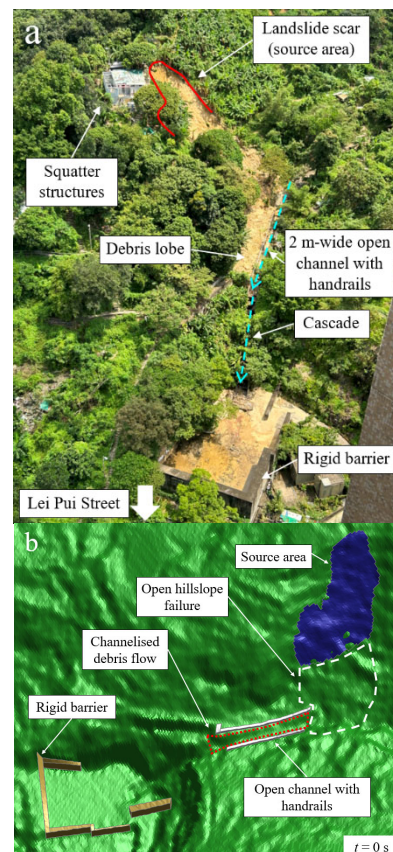 a
Landslide scar
(source area)
Squatter
structures
Debris lobe
2 m-wide open
channel with
handrails
Cascade
Rigid barrier
Lei Pui Street
b
Source area
Open hillslope
failure
Channelised
debris flow
Rigid barrier
Open channel with
handrails
t = 0 s